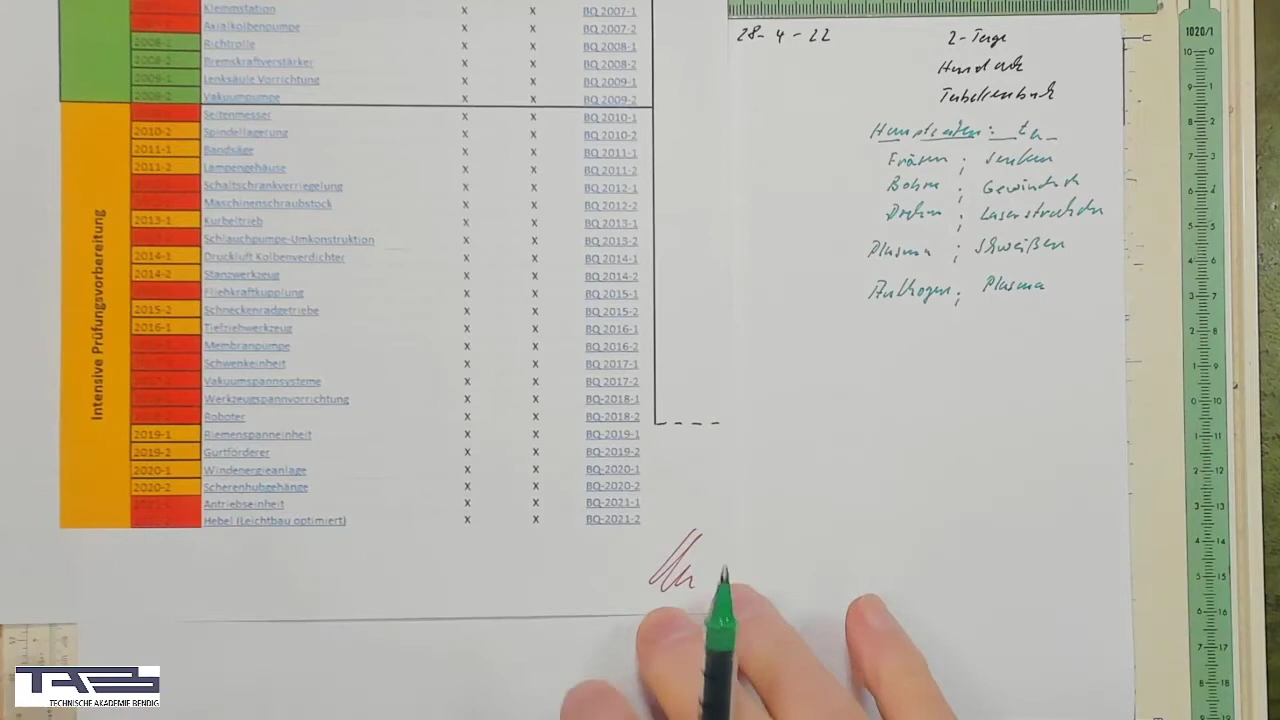 Klemmstation x x BQ 2007-1
Axialkolbenpumpe x x BQ 2007-2
2008-1 Richtrolle x x BQ 2008-1
2008-2 Bremskraftverstärker x x BQ 2008-2
2009-1 Lenksäule Vorrichtung x x BQ 2009-1
2009-2 Vakuumpumpe x x BQ 2009-2
Intensive Prüfungsvorbereitung
Seitenmesser x x BQ 2010-1
2010-2 Spindellagerung x x BQ 2010-2
2011-1 Bandsäge x x BQ 2011-1
2011-2 Lampengehäuse x x BQ 2011-2
Schaltschrankverriegelung x x BQ 2012-1
Maschinenschraubstock x x BQ 2012-2
2013-1 Kurbeltrieb x x BQ 2013-1
Schlauchpumpe-Umkonstruktion x x BQ 2013-2
2014-1 Druckluft Kolbenverdichter x x BQ 2014-1
2014-2 Stanzwerkzeug x x BQ 2014-2
Fliehkraftkupplung x x BQ 2015-1
2015-2 Schneckenradgetriebe x x BQ 2015-2
2016-1 Tiefziehwerkzeug x x BQ 2016-1
Membranpumpe x x BQ 2016-2
Schwenkeinheit x x BQ 2017-1
Vakuumspannsysteme x x BQ 2017-2
Werkzeugspannvorrichtung x x BQ-2018-1
Roboter x x BQ-2018-2
2019-1 Riemenspanneinheit x x BQ-2019-1
2019-2 Gurtförderer x x BQ-2019-2
2020-1 Windenergieanlage x x BQ-2020-1
2020-2 Scherenhubgehänge x x BQ-2020-2
Antriebseinheit x x BQ-2021-1
Hebel (Leichtbau optimiert) x x BQ-2021-2
28-4-22 2-Tage
Tabellenbuch
Fräsen ; Senken
Bohren ;
Drehen ;
Plasma ; Schweißen
Plasma
1020/1
TAB
TECHNISCHE AKADEMIE BENDIG